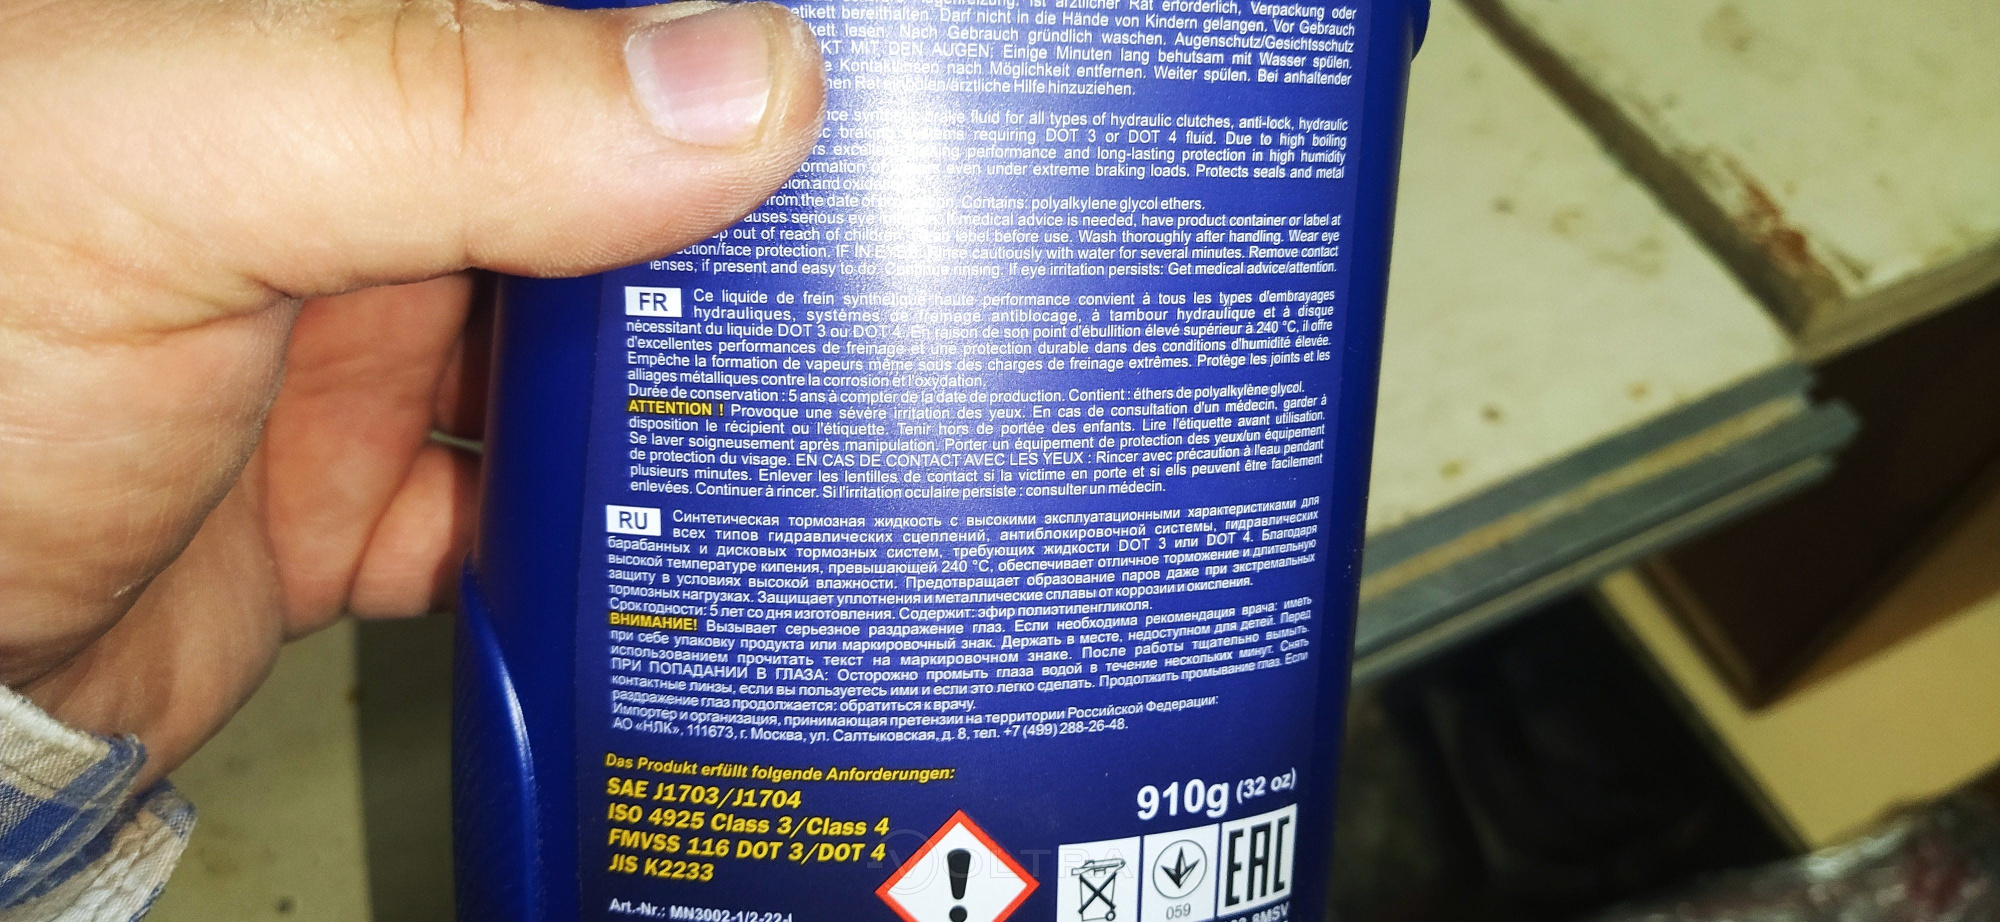 ist ärztlicher Rat erforderlich, Verpackung oder
etikett bereithalten. Darf nicht in die Hände von Kindern gelangen. Vor Gebrauch
lesen. Nach Gebrauch gründlich waschen. Augenschutz/Gesichtsschutz
MIT DEN AUGEN: Einige Minuten lang behutsam mit Wasser spülen.
Kontaktlinsen nach Möglichkeit entfernen. Weiter spülen. Bei anhaltender
Rat einholen/ärztliche Hilfe hinzuziehen.
brake fluid for all types of hydraulic clutches, anti-lock, hydraulic
requiring DOT 3 or DOT 4 fluid. Due to high boiling
performance and long-lasting protection in high humidity
even under extreme braking loads. Protects seals and metal
and
from the date of Contains: polyalkylene glycol ethers.
serious eye If medical advice is needed, have product container or label at
out of reach of children. label before use. Wash thoroughly after handling. Wear eye
protection. IF IN EYES: Rinse cautiously with water for several minutes. Remove contact
lenses, if present and easy to do. Continue rinsing. If eye irritation persists: Get medical advice/attention.
FR Ce liquide de frein synthétique haute performance convient à tous les types d'embrayages
hydrauliques, systèmes de freinage antiblocage, à tambour hydraulique et à disque
nécessitant du liquide DOT 3 ou DOT 4. En raison de son point d'ébullition élevé supérieur à 240 °C, il offre
d'excellentes performances de freinage et une protection durable dans des conditions d'humidité élevée.
Empêche la formation de vapeurs même sous des charges de freinage extrêmes. Protège les joints et les
alliages métalliques contre la corrosion et l'oxydation.
Durée de conservation : 5 ans à compter de la date de production. Contient : éthers de polyalkylène glycol.
ATTENTION ! Provoque une sévère irritation des yeux. En cas de consultation d'un médecin, garder à
disposition le récipient ou l'étiquette. Tenir hors de portée des enfants. Lire l'étiquette avant utilisation.
Se laver soigneusement après manipulation. Porter un équipement de protection des yeux/un équipement
de protection du visage. EN CAS DE CONTACT AVEC LES YEUX : Rincer avec précaution à l'eau pendant
plusieurs minutes. Enlever les lentilles de contact si la victime en porte et si ells peuvent être facilement
enlevées. Continuer à rincer. Si l'irritation oculaire persiste : consulter un médecin.
RU Синтетическая тормозная жидкость с высокими эксплуатационными характеристиками для
всех типов гидравлических сцеплений, антиблокировочной системы, гидравлических
барабанных и дисковых тормозных систем, требующих жидкости DOT 3 или DOT 4. Благодаря
высокой температуре кипения, превышающей 240 °C, обеспечивает отличное торможение и длительную
защиту в условиях высокой влажности. Предотвращает образование паров даже при экстремальных
тормозных нагрузках. Защищает уплотнения и металлические сплавы от коррозии и окисления.
Срок годности: 5 лет со дня изготовления. Содержит: эфир полиэтиленгликоля.
ВНИМАНИЕ! Вызывает серьезное раздражение глаз. Если необходима рекомендация врача: иметь
при себе упаковку продукта или маркировочный знак. Держать в месте, недоступном для детей. Перед
использованием прочитать текст на маркировочном знаке. После работы тщательно вымыть.
ПРИ ПОПАДАНИИ В ГЛАЗА: Осторожно промыть глаза водой в течение нескольких минут. Снять
контактные линзы, если вы пользуетесь ими и если это легко сделать. Продолжить промывание глаз. Если
раздражение глаз продолжается: обратиться к врачу.
Импортер и организация, принимающая претензии на территории Российской Федерации:
АО «НЛК», 111673, г. Москва, ул. Салтыковская, д. 8, тел. +7 (499) 288-26-48.
Das Produkt erfüllt folgende Anforderungen:
SAE J1703/J1704
ISO 4925 Class 3/Class 4
FMVSS 116 DOT 3/DOT 4
JIS K2233
910g (32 oz)
059
EAC
VOLTRA
Art.-Nr.: MN3002-1/2-22-L